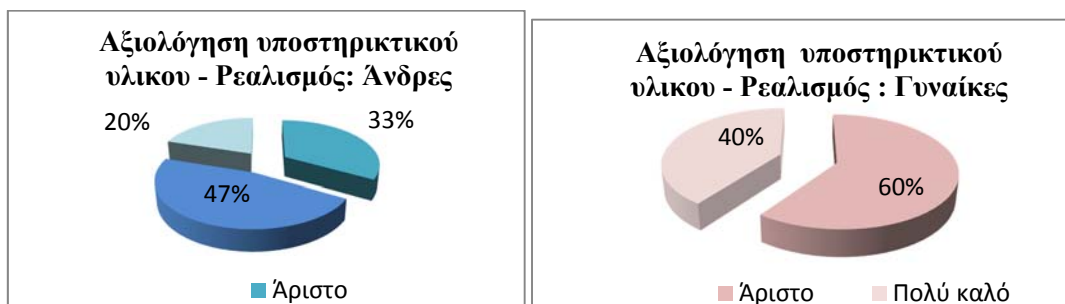 Αξιολόγηση υποστηρικτικού
υλικου - Ρεαλισμός: Άνδρες
20%
33%
47%
Άριστο
Αξιολόγηση υποστηρικτικού
υλικου - Ρεαλισμός : Γυναίκες
40%
60%
Άριστο Πολύ καλό